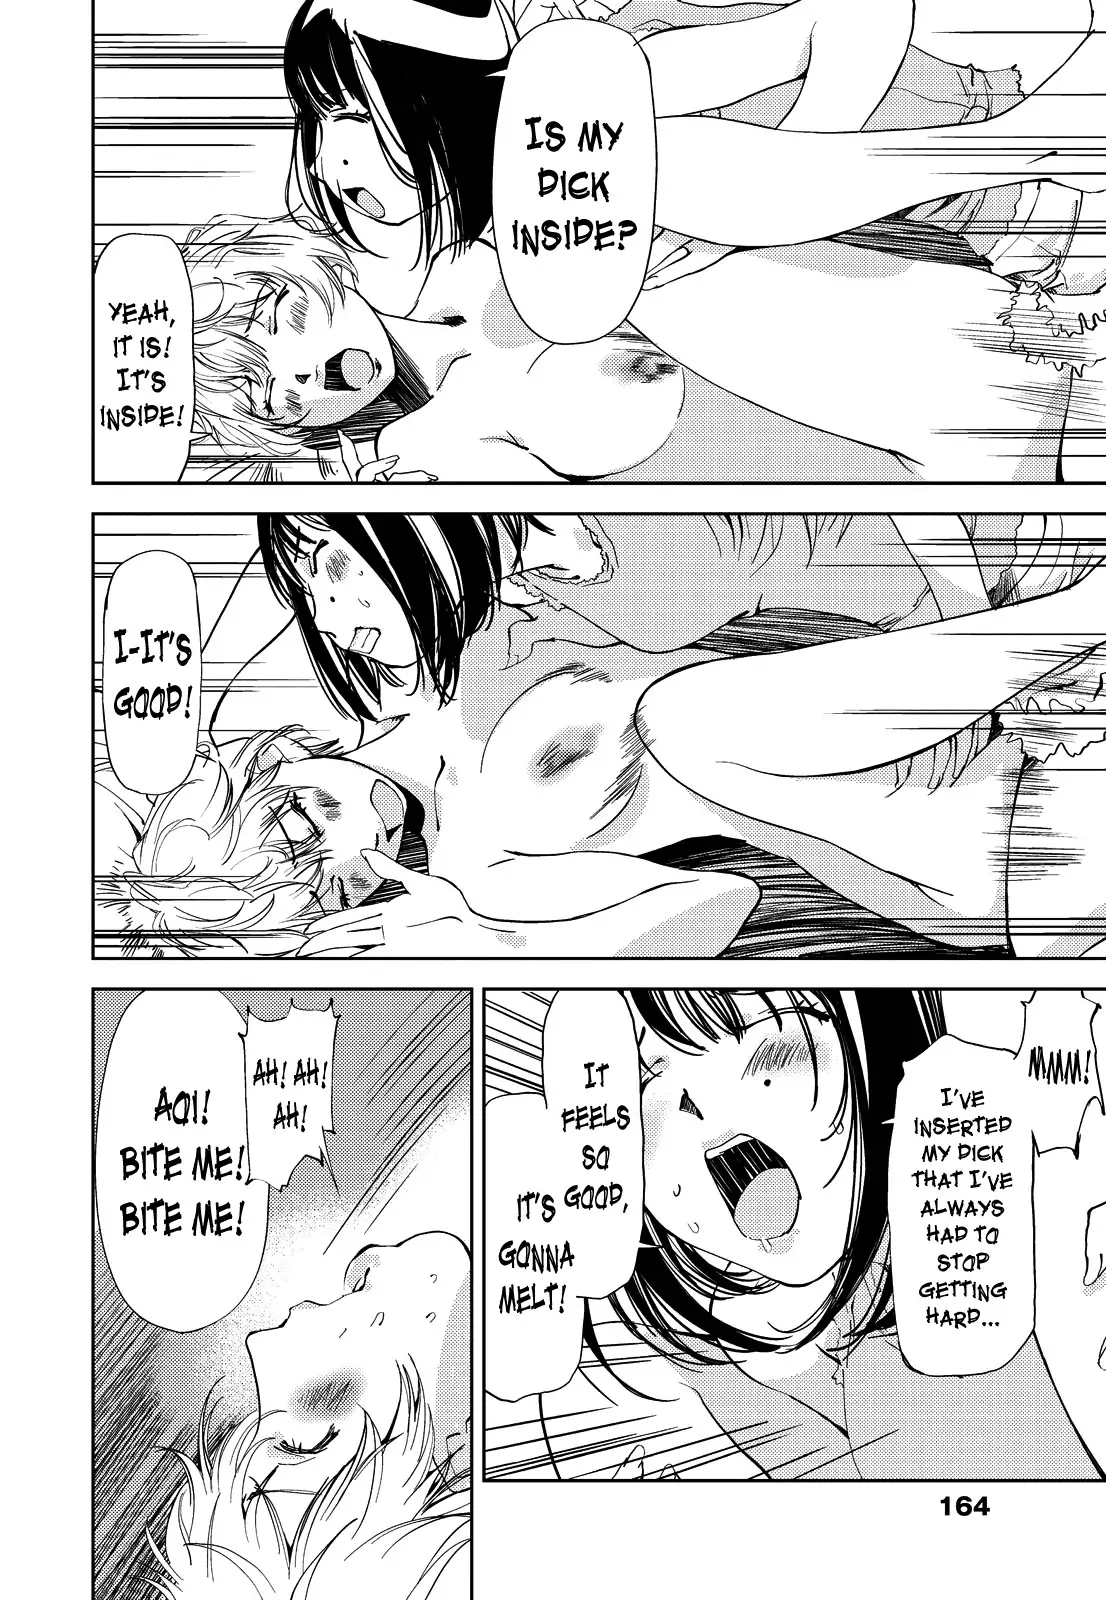 IS MY
DICK
INSIDE?
YEAH,
IT IS!
IT'S
INSIDE!
I-IT'S
GOOD!
MMM!
I'VE
INSERTED
MY DICK
THAT I'VE
ALWAYS
HAD TO
STOP
GETTING
HARD...
IT
FEELS
SO
GOOD,
IT'S
GONNA
MELT!
AH! AH!
AH!
AOI!
BITE ME!
BITE ME!
164